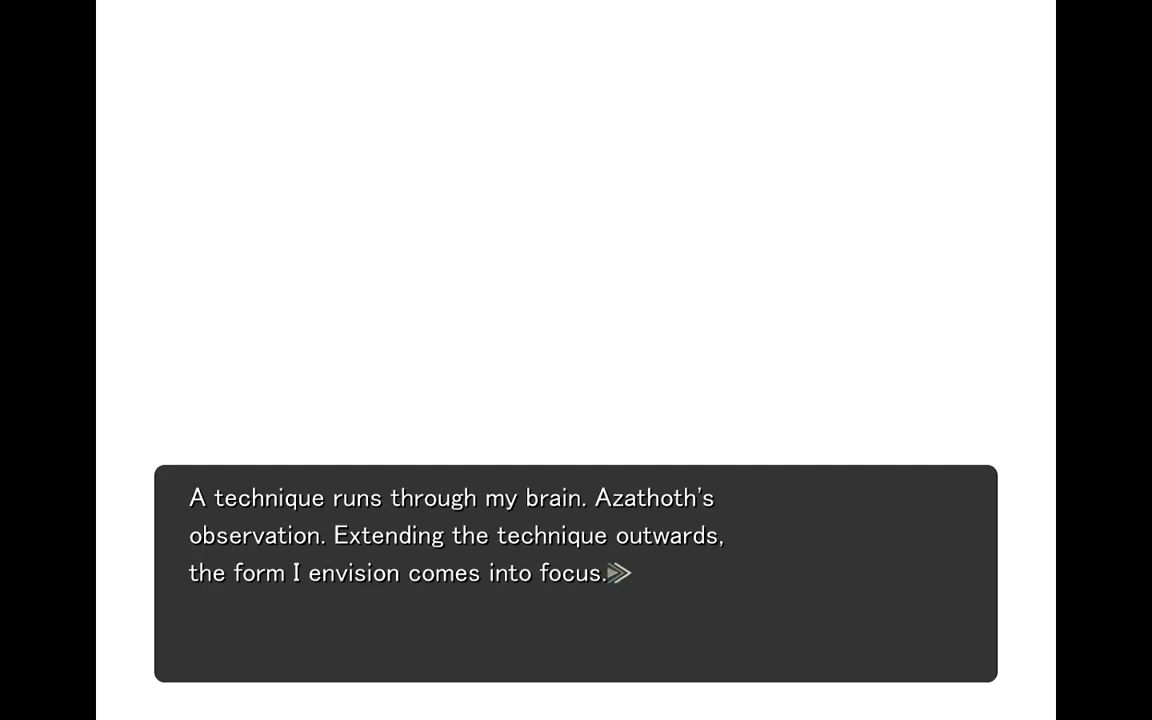 A technique runs through my brain. Azathoth's
observation. Extending the technique outwards,
the form I envision comes into focus.